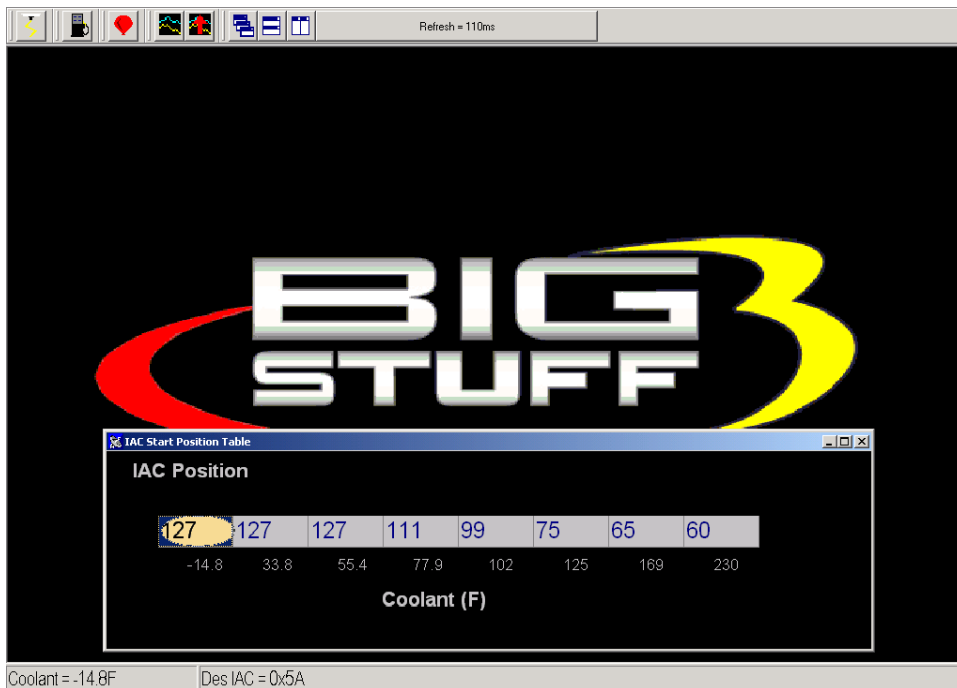 Refresh = 110ms
BIG 3
STUFF
IAC Start Position Table
IAC Position
127 127 127 111 99 75 65 60
-14.8 33.8 55.4 77.9 102 125 169 230
Coolant (F)
Coolant = -14.8F Des IAC = 0x5A